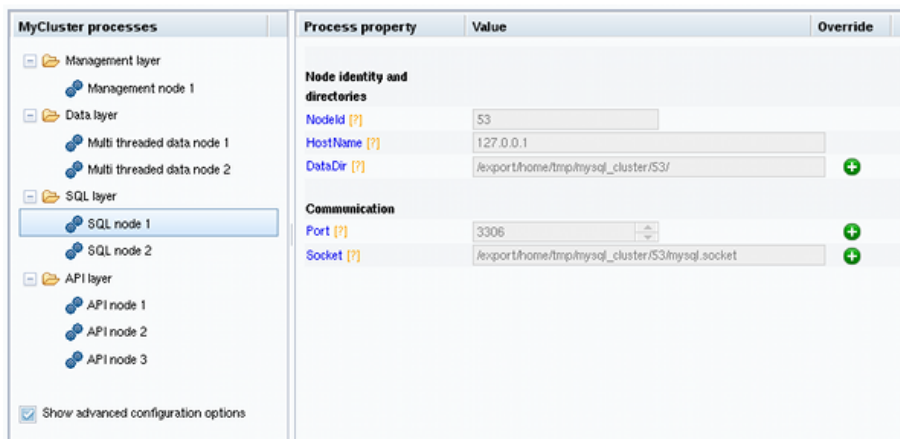 MyCluster processes
Management layer
Management node 1
Data layer
Multi threaded data node 1
Multi threaded data node 2
SQL layer
SQL node 1
SQL node 2
API layer
API node 1
API node 2
API node 3
Show advanced configuration options
Process property Value Override
Node identity and
directories
NodeId [?] 53
HostName [?] 127.0.0.1
DataDir [?] /export/home/tmp/mysql_cluster/53/
Communication
Port [?] 3306
Socket [?] /export/home/tmp/mysql_cluster/53/mysql.socket